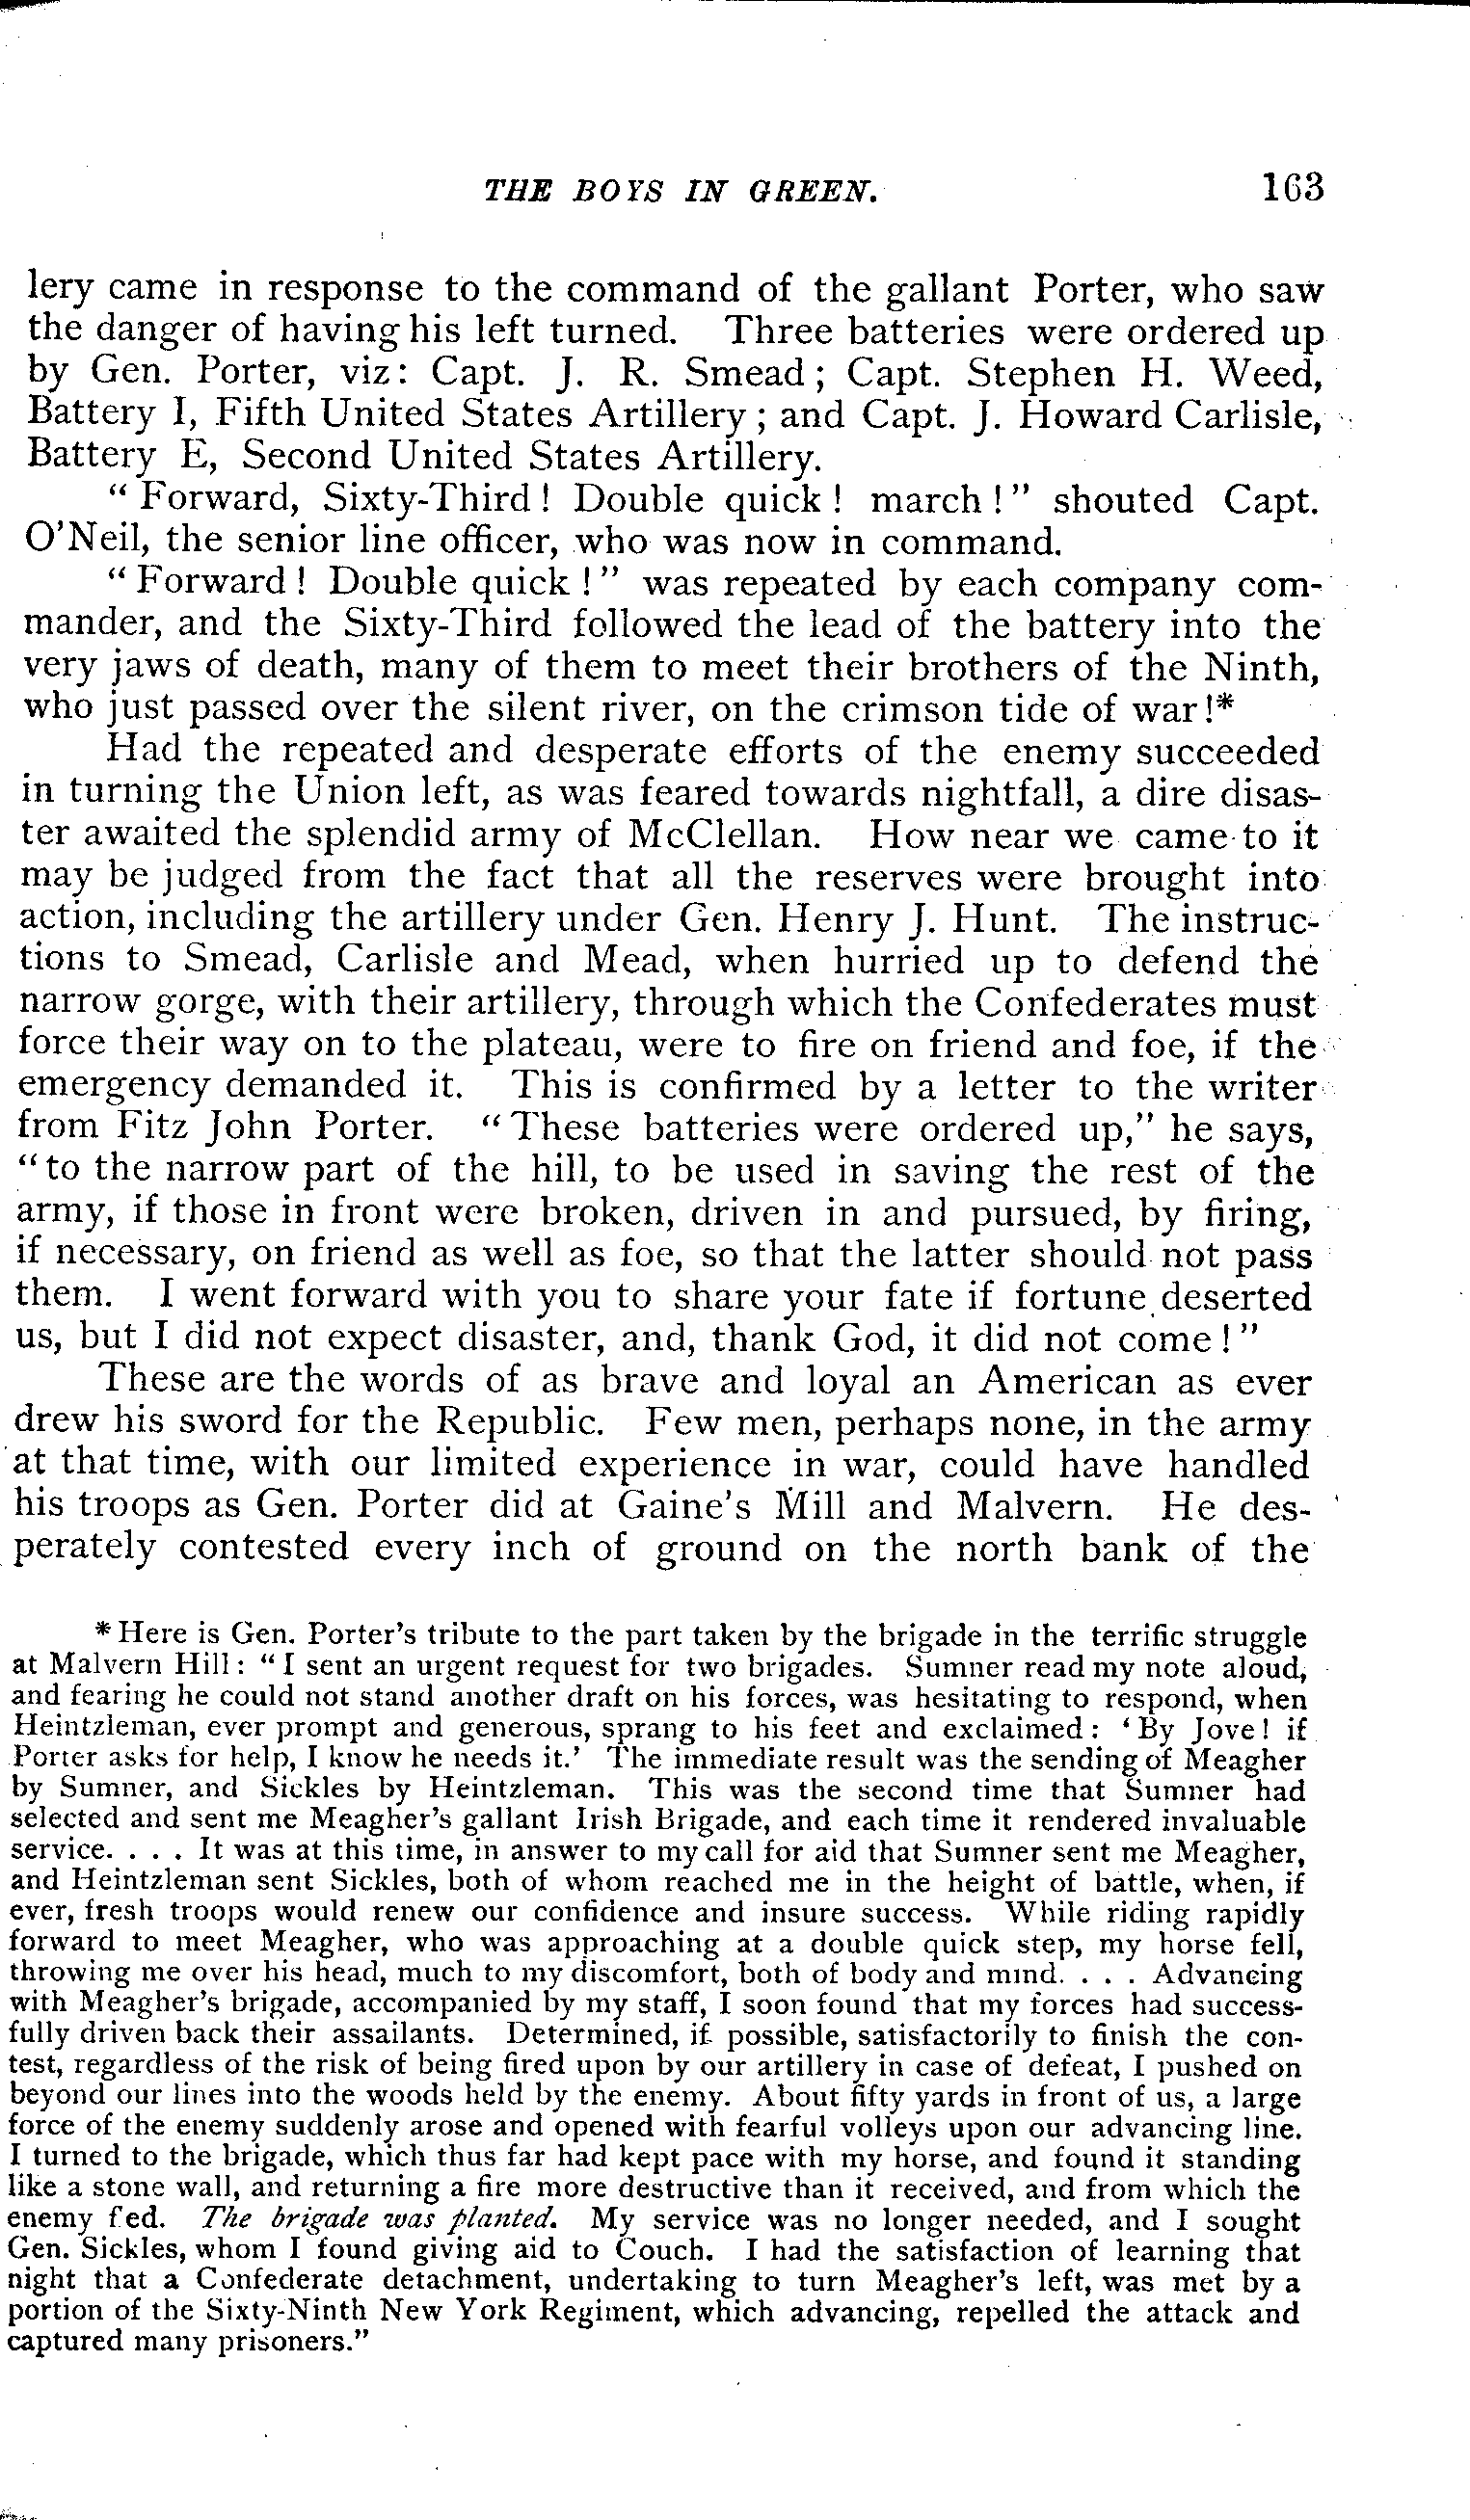 THE BOYS IN GREEN. 163
lery came in response to the command of the gallant Porter, who saw
the danger of having his left turned. Three batteries were ordered up
by Gen. Porter, viz: Capt. J. R. Smead; Capt. Stephen H. Weed,
Battery I, Fifth United States Artillery; and Capt. J. Howard Carlisle,
Battery E, Second United States Artillery.
"Forward, Sixty-Third! Double quick! march!" shouted Capt.
O'Neil, the senior line officer, who was now in command.
"Forward! Double quick!" was repeated by each company com-
mander, and the Sixty-Third followed the lead of the battery into the
very jaws of death, many of them to meet their brothers of the Ninth,
who just passed over the silent river, on the crimson tide of war!*
Had the repeated and desperate efforts of the enemy succeeded
in turning the Union left, as was feared towards nightfall, a dire disas-
ter awaited the splendid army of McClellan. How near we came to it
may be judged from the fact that all the reserves were brought into
action, including the artillery under Gen. Henry J. Hunt. The instruc-
tions to Smead, Carlisle and Mead, when hurried up to defend the
narrow gorge, with their artillery, through which the Confederates must
force their way on to the plateau, were to fire on friend and foe, if the
emergency demanded it. This is confirmed by a letter to the writer
from Fitz John Porter. "These batteries were ordered up," he says,
"to the narrow part of the hill, to be used in saving the rest of the
army, if those in front were broken, driven in and pursued, by firing,
if necessary, on friend as well as foe, so that the latter should not pass
them. I went forward with you to share your fate if fortune deserted
us, but I did not expect disaster, and, thank God, it did not come!"
These are the words of as brave and loyal an American as ever
drew his sword for the Republic. Few men, perhaps none, in the army
at that time, with our limited experience in war, could have handled
his troops as Gen. Porter did at Gaine's Mill and Malvern. He des-
perately contested every inch of ground on the north bank of the
*Here is Gen. Porter's tribute to the part taken by the brigade in the terrific struggle
at Malvern Hill: "I sent an urgent request for two brigades. Sumner read my note aloud,
and fearing he could not stand another draft on his forces, was hesitating to respond, when
Heintzleman, ever prompt and generous, sprang to his feet and exclaimed: 'By Jove! if
Porter asks for help, I know he needs it.' The immediate result was the sending of Meagher
by Sumner, and Sickles by Heintzleman. This was the second time that Sumner had
selected and sent me Meagher's gallant Irish Brigade, and each time it rendered invaluable
service. . . . It was at this time, in answer to my call for aid that Sumner sent me Meagher,
and Heintzleman sent Sickles, both of whom reached me in the height of battle, when, if
ever, fresh troops would renew our confidence and insure success. While riding rapidly
forward to meet Meagher, who was approaching at a double quick step, my horse fell,
throwing me over his head, much to my discomfort, both of body and mind. . . . Advancing
with Meagher's brigade, accompanied by my staff, I soon found that my forces had success-
fully driven back their assailants. Determined, if possible, satisfactorily to finish the con-
test, regardless of the risk of being fired upon by our artillery in case of defeat, I pushed on
beyond our lines into the woods held by the enemy. About fifty yards in front of us, a large
force of the enemy suddenly arose and opened with fearful volleys upon our advancing line.
I turned to the brigade, which thus far had kept pace with my horse, and found it standing
like a stone wall, and returning a fire more destructive than it received, and from which the
enemy f ed. The brigade was planted. My service was no longer needed, and I sought
Gen. Sickles, whom I found giving aid to Couch. I had the satisfaction of learning that
night that a Confederate detachment, undertaking to turn Meagher's left, was met by a
portion of the Sixty-Ninth New York Regiment, which advancing, repelled the attack and
captured many prisoners."